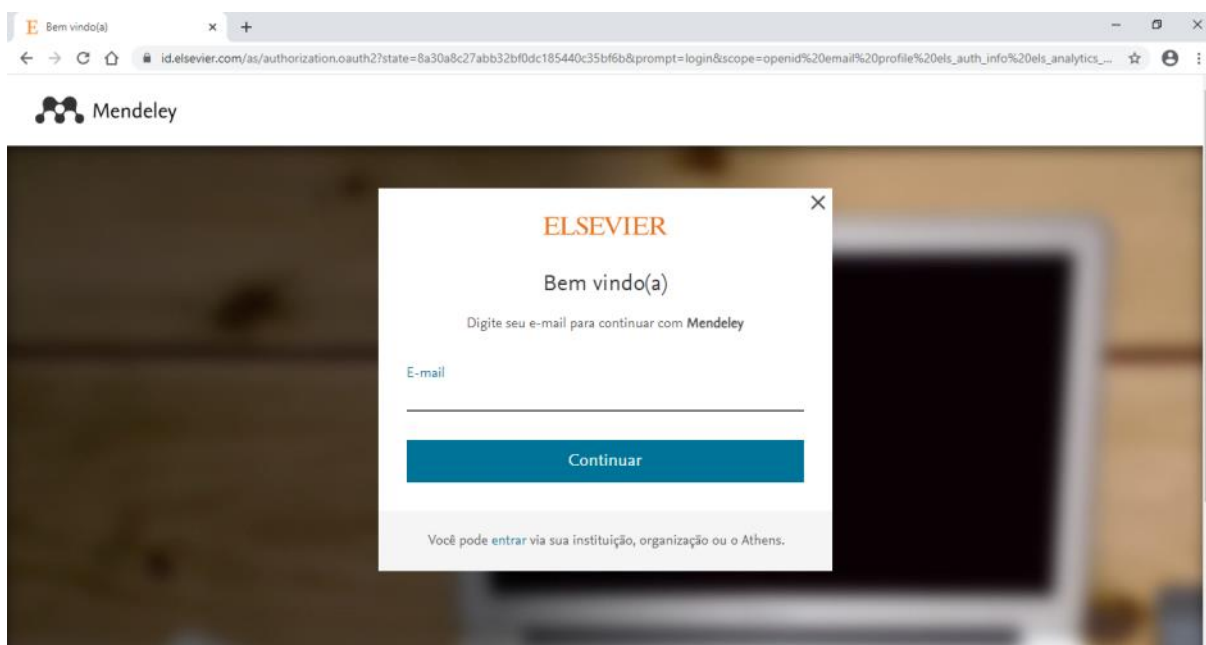 E Bem vindo(a)
id.elsevier.com/as/authorization.oauth2?state=8a30a8c27abb32bf0dc185440c35bf6b&prompt=login&scope=openid%20email%20profile%20els_auth_info%20els_analytics_...
Mendeley
ELSEVIER
Bem vindo(a)
Digite seu e-mail para continuar com Mendeley
E-mail
Continuar
Você pode entrar via sua instituição, organização ou o Athens.